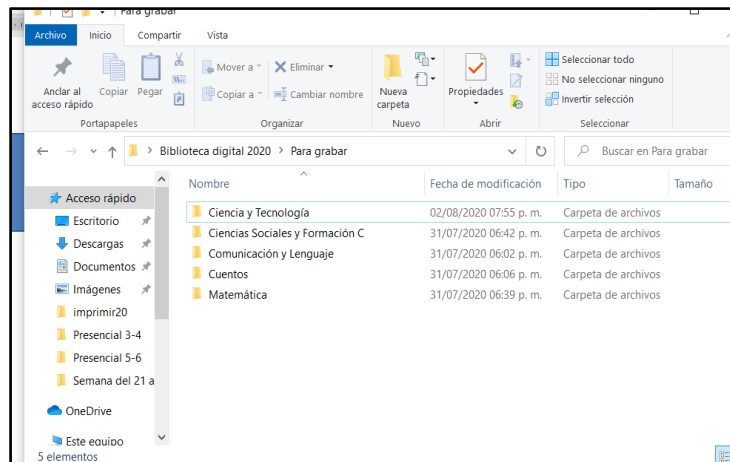 Para grabar
Archivo Inicio Compartir Vista
Anclar al acceso rápido
Copiar
Pegar
Portapapeles
Mover a
Copiar a
Eliminar
Cambiar nombre
Organizar
Nueva carpeta
Nuevo
Propiedades
Abrir
Seleccionar todo
No seleccionar ninguno
Invertir selección
Seleccionar
Biblioteca digital 2020 > Para grabar
Buscar en Para grabar
Nombre Fecha de modificación Tipo Tamaño
Ciencia y Tecnología 02/08/2020 07:55 p. m. Carpeta de archivos
Ciencias Sociales y Formación C 31/07/2020 06:42 p. m. Carpeta de archivos
Comunicación y Lenguaje 31/07/2020 06:02 p. m. Carpeta de archivos
Cuentos 31/07/2020 06:06 p. m. Carpeta de archivos
Matemática 31/07/2020 06:39 p. m. Carpeta de archivos
Acceso rápido
Escritorio
Descargas
Documentos
Imágenes
imprimir20
Presencial 3-4
Presencial 5-6
Semana del 21 a
OneDrive
Este equipo
5 elementos